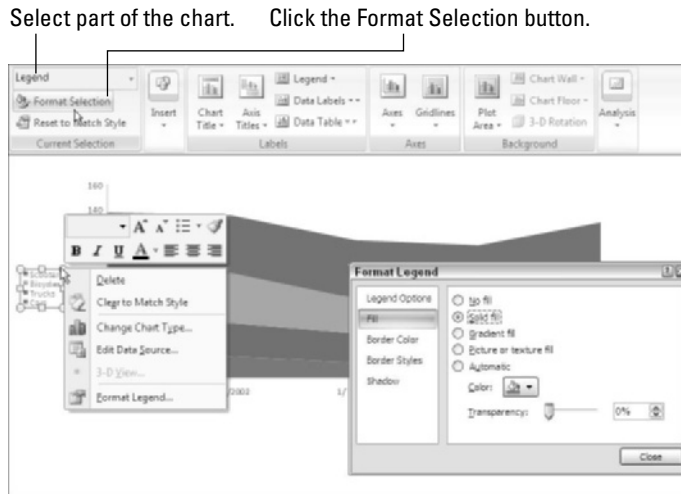 Select part of the chart. Click the Format Selection button.
Legend
Format Selection
Reset to Match Style
Current Selection
Insert
Chart Title
Axis Titles
Legend
Data Labels
Data Table
Labels
Axes
Gridlines
Axes
Plot Area
Chart Wall
Chart Floor
3-D Rotation
Background
Analysis
160
140
A A
B I U A
Trucks
Delete
Clear to Match Style
Change Chart Type...
Edit Data Source...
3-D View...
Format Legend...
/2002
1/
Format Legend
Legend Options
Fill
Border Color
Border Styles
Shadow
No fill
Solid fill
Gradient fill
Picture or texture fill
Automatic
Color:
Transparency:
0%
Close